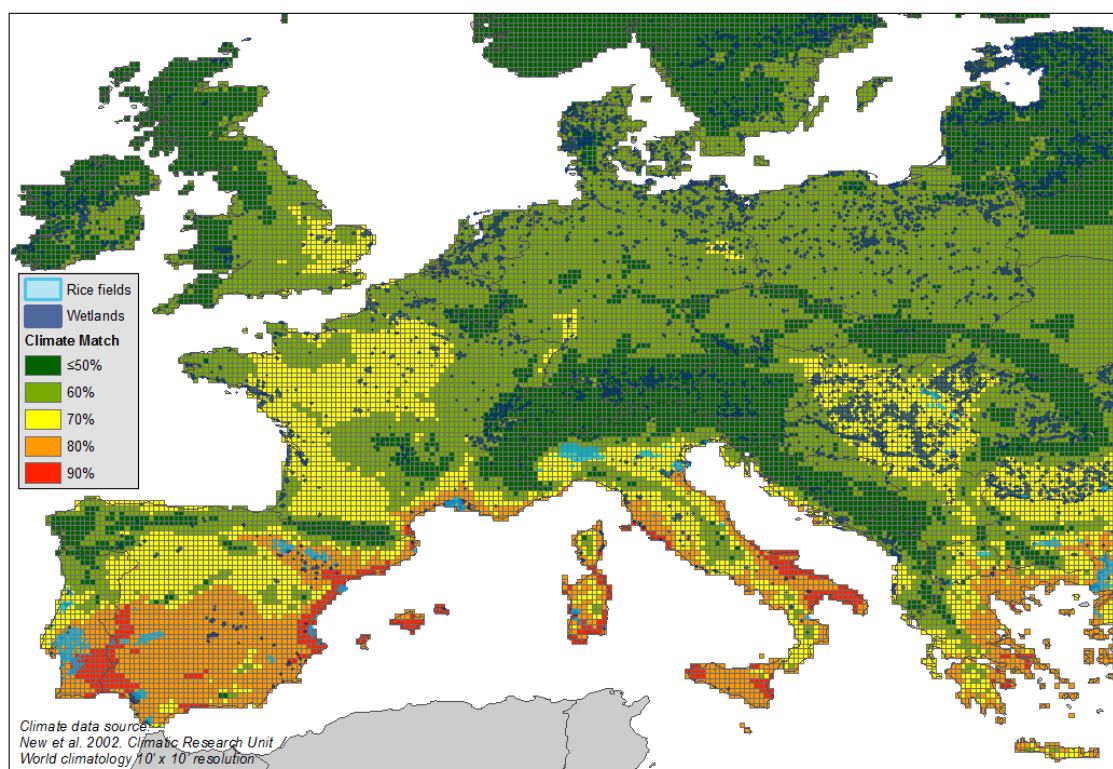 Rice fields
Wetlands
Climate Match
≤50%
60%
70%
80%
90%
Climate data source:
New et al. 2002. Climatic Research Unit
World climatology 10' x 10' resolution